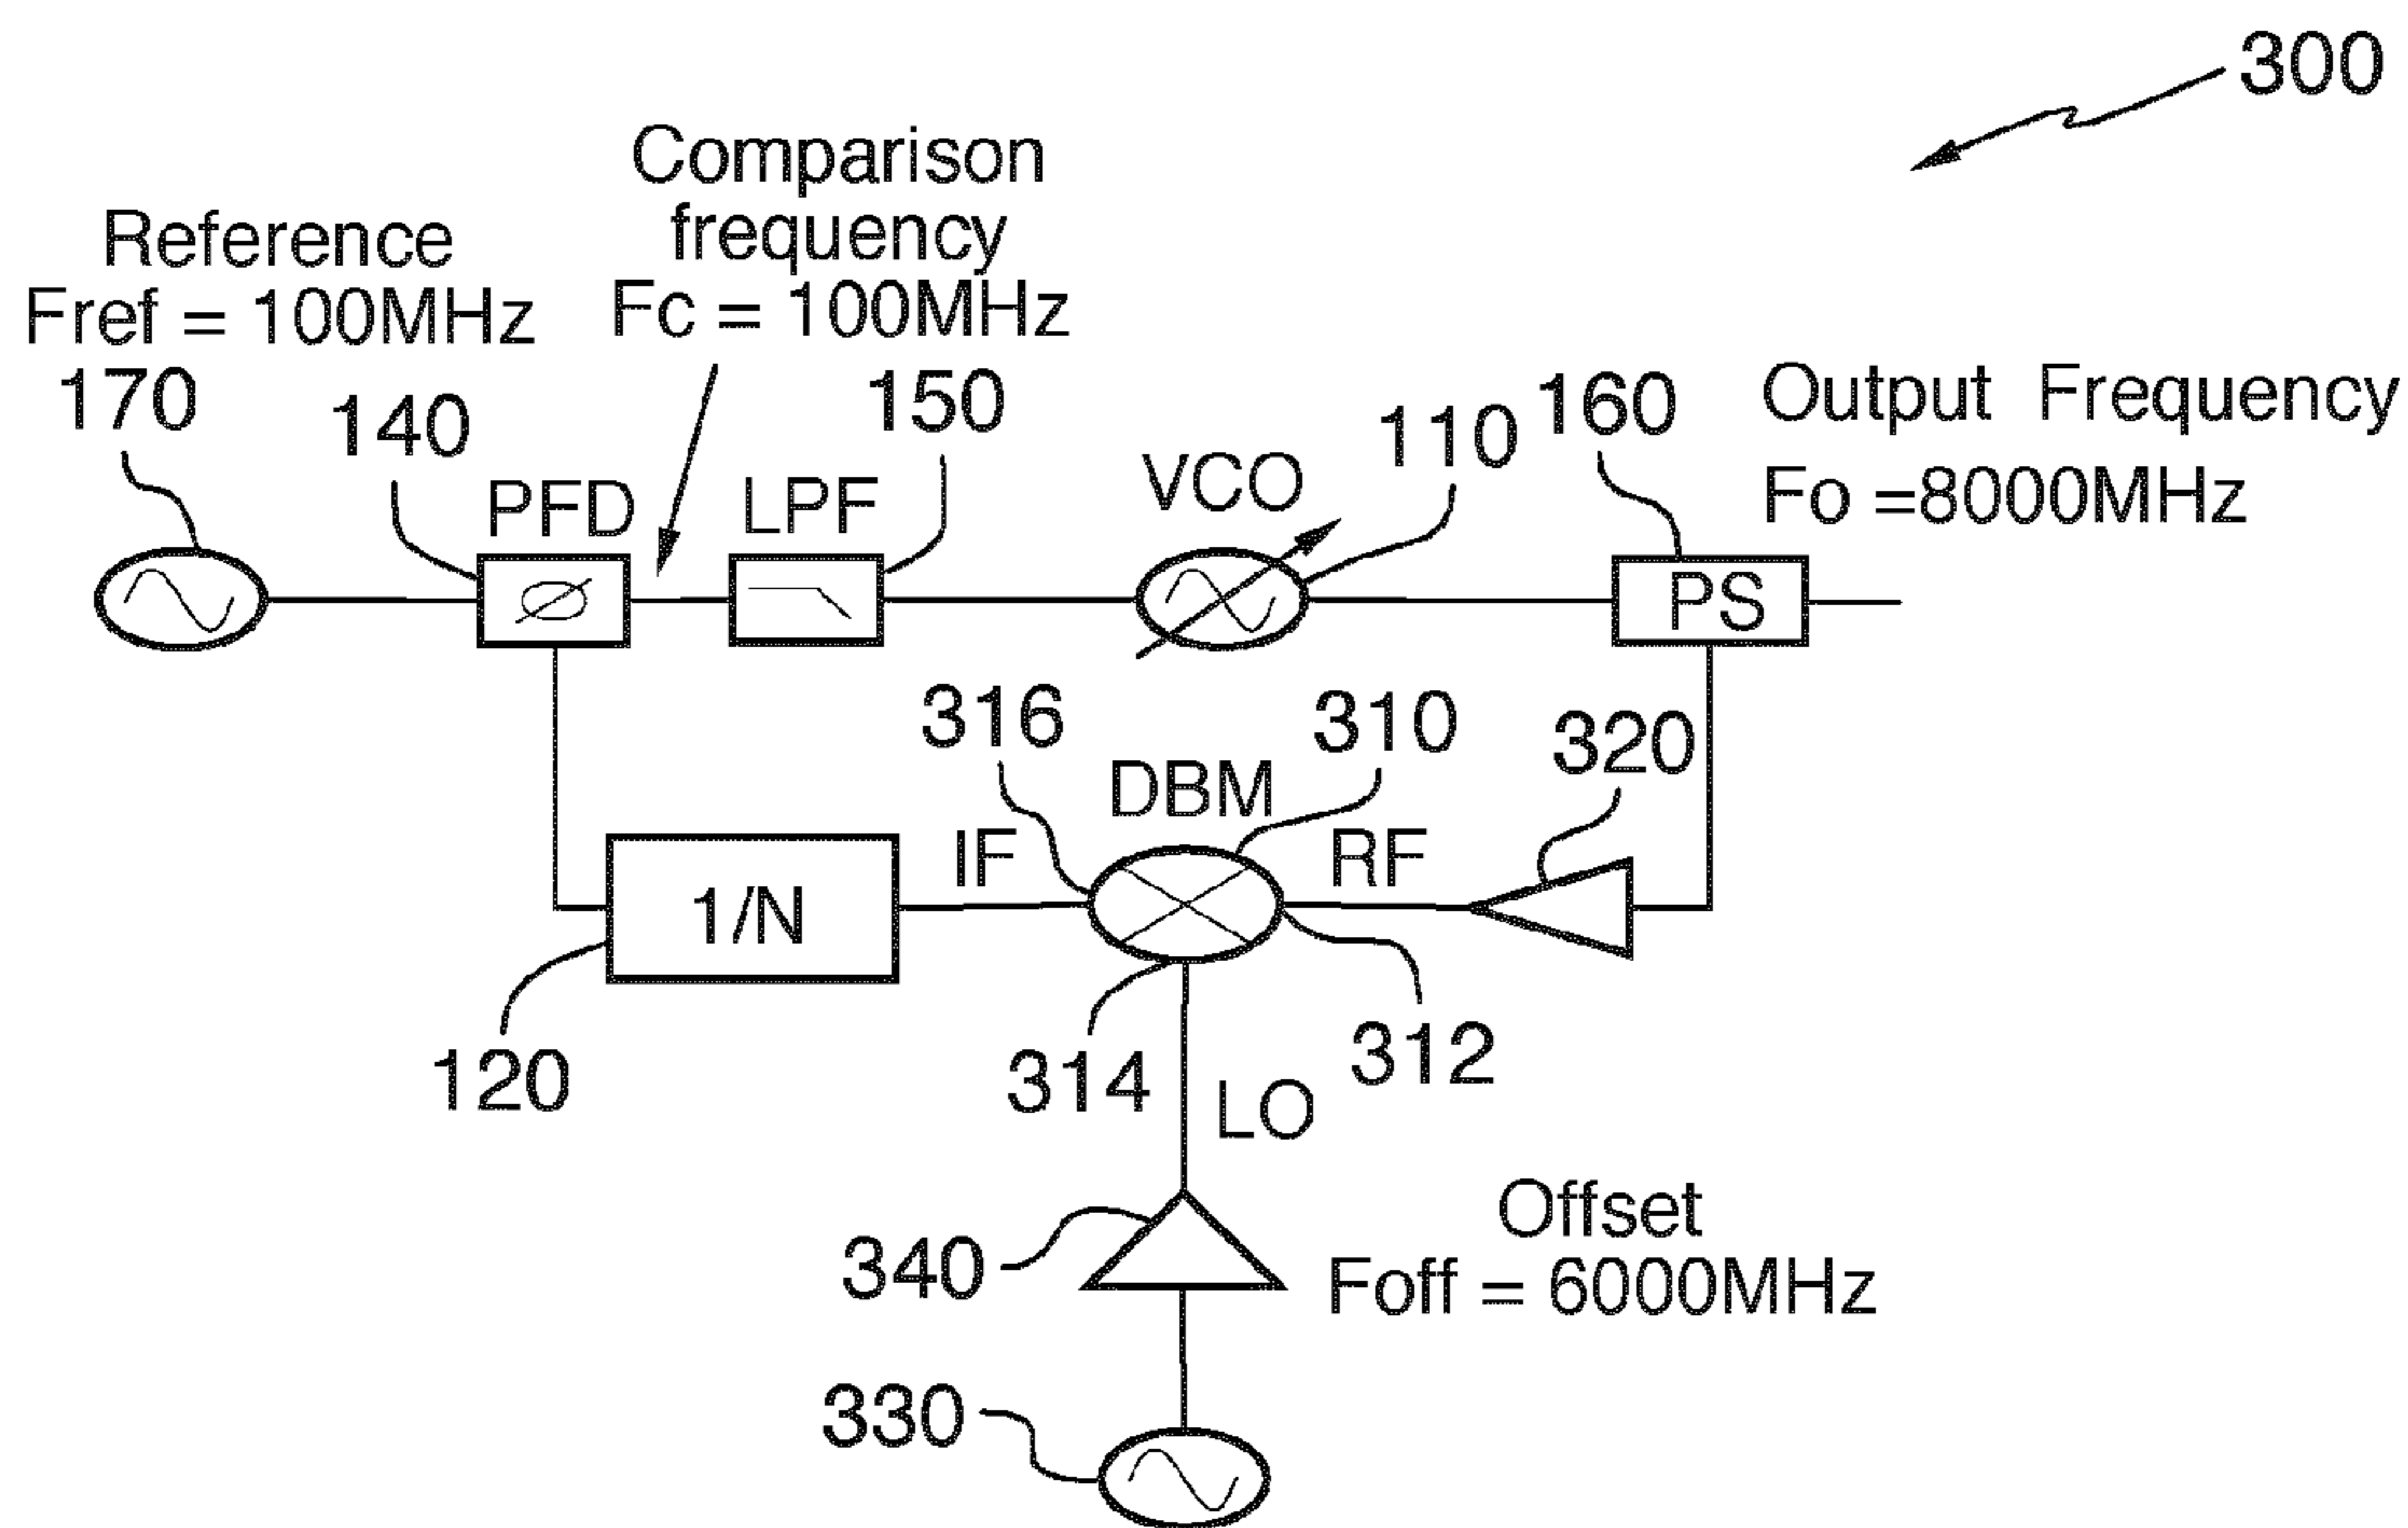 300
Comparison
frequency
Fc = 100MHz
Reference
Fref = 100MHz
170
140
150
110
160
Output Frequency
Fo =8000MHz
PFD
LPF
VCO
PS
316
310
320
DBM
IF
RF
1/N
120
314
312
LO
340
Offset
Foff = 6000MHz
330